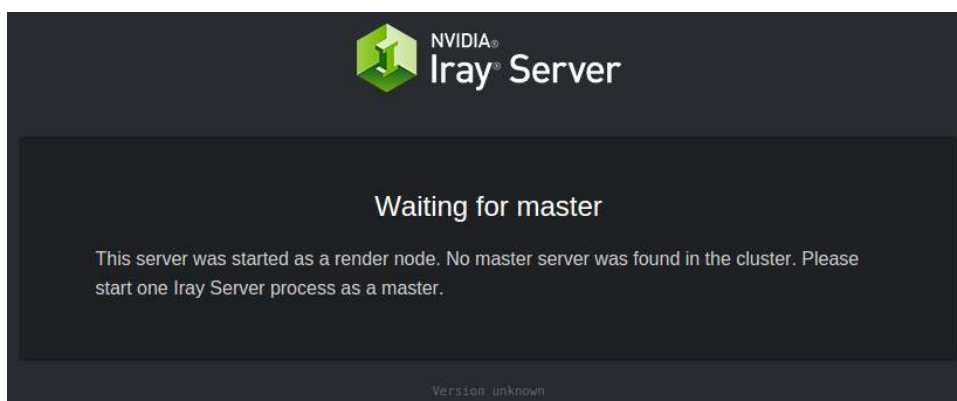 NVIDIA®
Iray® Server
Waiting for master
This server was started as a render node. No master server was found in the cluster. Please
start one Iray Server process as a master.
Version unknown